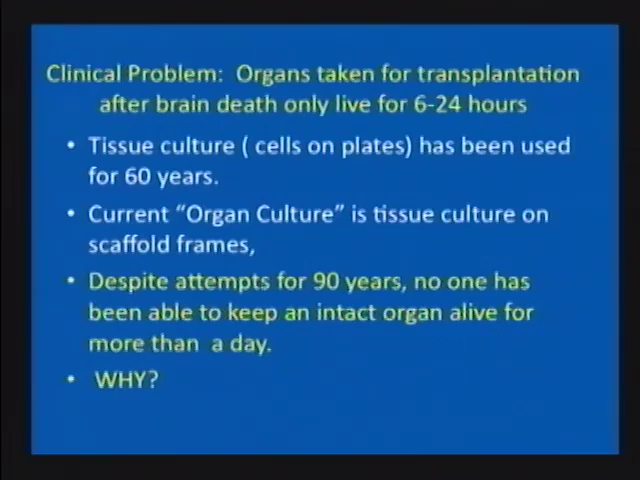 Clinical Problem:  Organs taken for transplantation
after brain death only live for 6-24 hours
• Tissue culture ( cells on plates) has been used
for 60 years.
• Current “Organ Culture” is tissue culture on
scaffold frames,
• Despite attempts for 90 years, no one has
been able to keep an intact organ alive for
more than  a day.
• WHY?